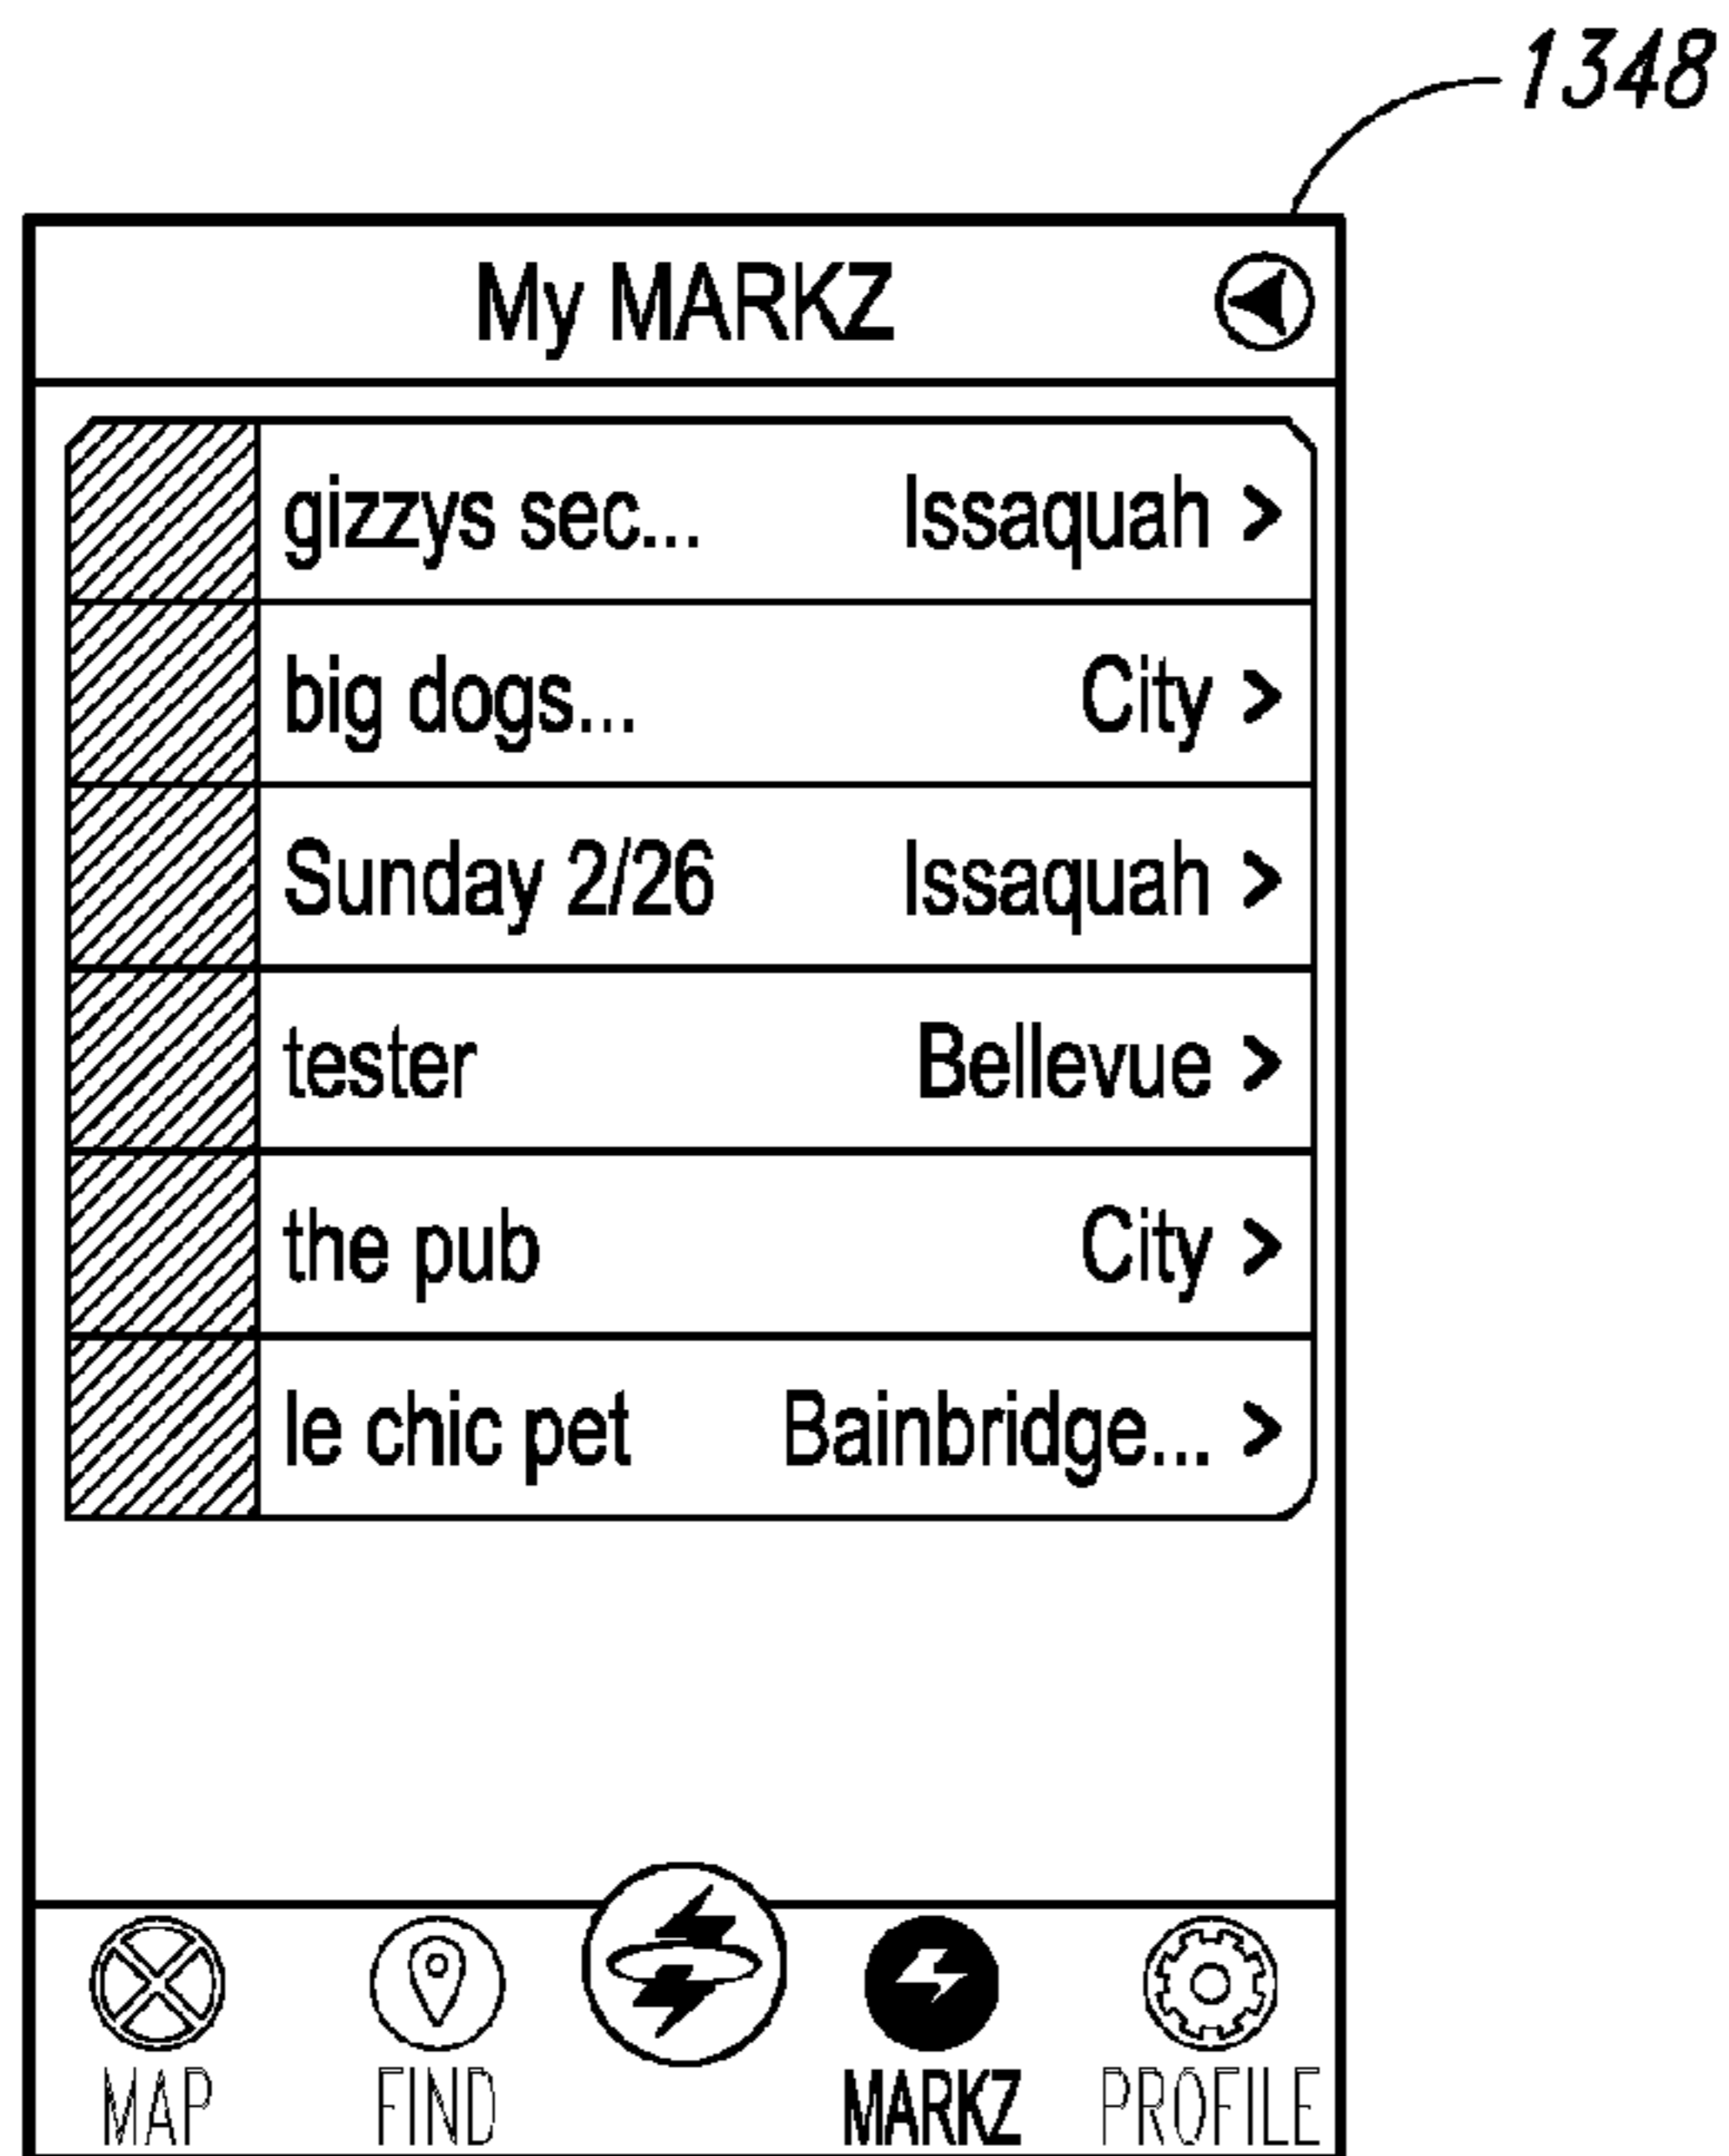 1348
My MARKZ
gizzys sec... Issaquah >
big dogs... City >
Sunday 2/26 Issaquah >
tester Bellevue >
the pub City >
le chic pet Bainbridge... >
MAP FIND MARKZ PROFILE